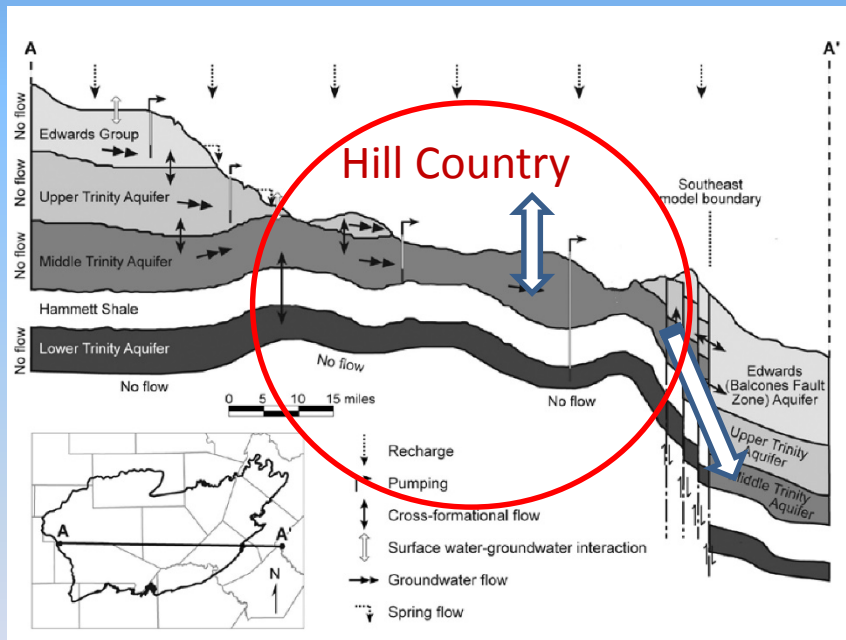 A
A'
No flow
No flow
No flow
No flow
Edwards Group
Upper Trinity Aquifer
Middle Trinity Aquifer
Hammett Shale
Lower Trinity Aquifer
No flow
No flow
No flow
Hill Country
Southeast
model boundary
Edwards
(Balcones Fault
Zone) Aquifer
Upper Trinity
Aquifer
Middle Trinity
Aquifer
0 5 10 15 miles
A
A'
N
Recharge
Pumping
Cross-formational flow
Surface water-groundwater interaction
Groundwater flow
Spring flow